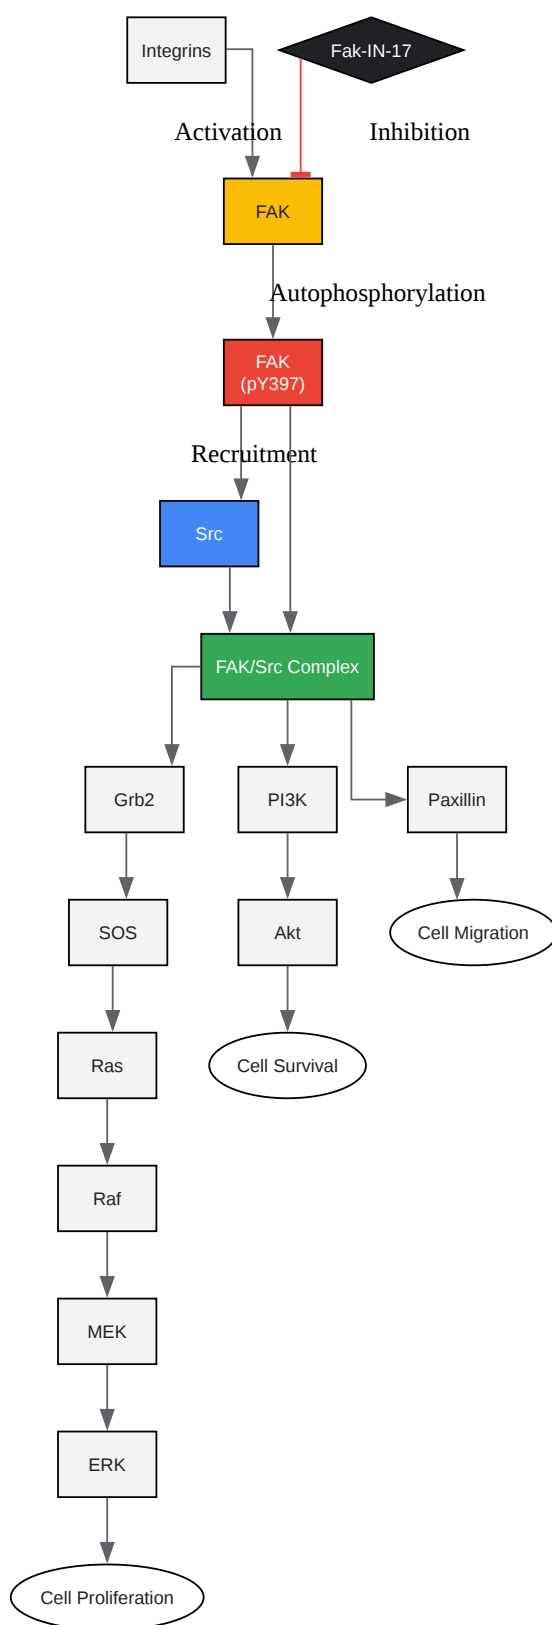 Integrins
Fak-IN-17
Activation
Inhibition
FAK
Autophosphorylation
FAK
(pY397)
Recruitment
Src
FAK/Src Complex
Grb2
PI3K
Paxillin
SOS
Akt
Cell Migration
Ras
Cell Survival
Raf
MEK
ERK
Cell Proliferation